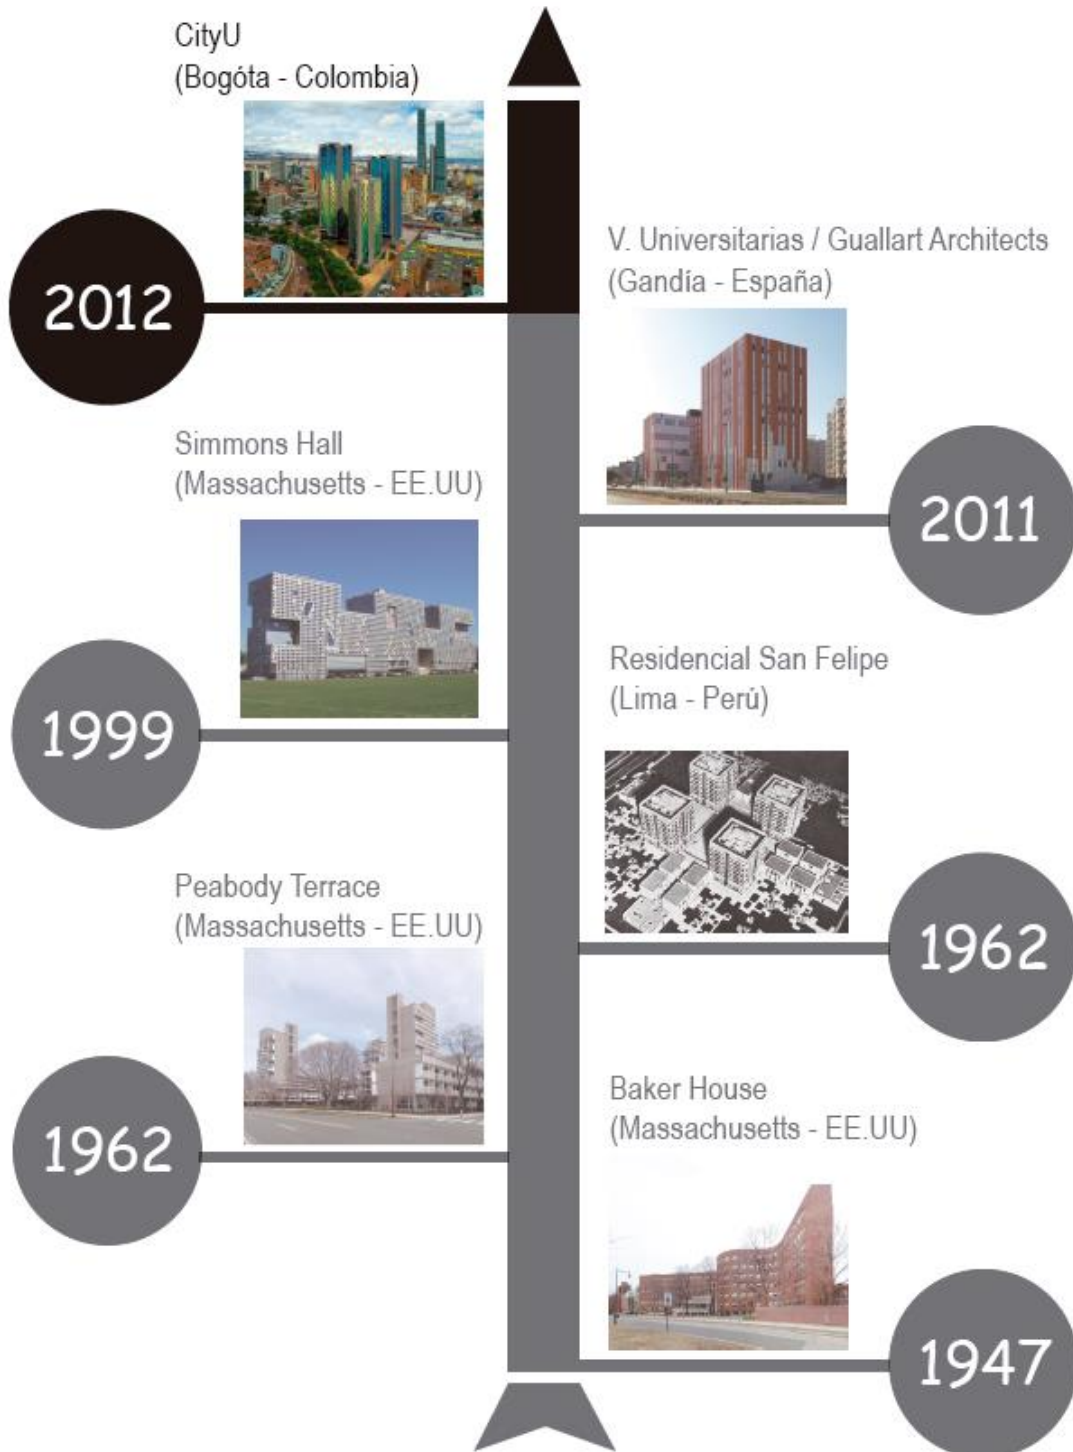 CityU
(Bogóta - Colombia)
2012
V. Universitarias / Guallart Architects
(Gandía - España)
2011
Simmons Hall
(Massachusetts - EE.UU)
1999
Residencial San Felipe
(Lima - Perú)
1962
Peabody Terrace
(Massachusetts - EE.UU)
1962
Baker House
(Massachusetts - EE.UU)
1947